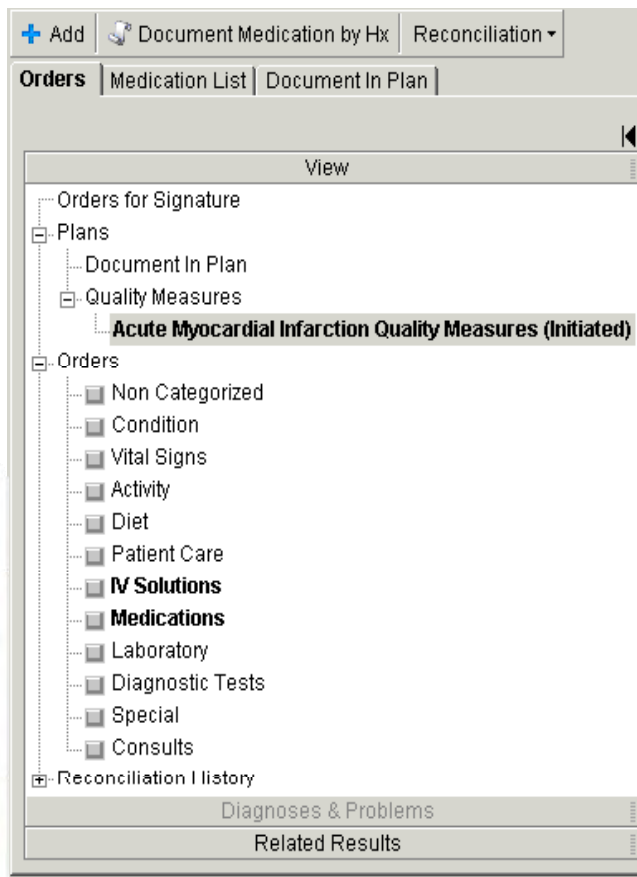 Add Document Medication by Hx Reconciliation
Orders Medication List Document In Plan
View
Orders for Signature
Plans
Document In Plan
Quality Measures
Acute Myocardial Infarction Quality Measures (Initiated)
Orders
Non Categorized
Condition
Vital Signs
Activity
Diet
Patient Care
IV Solutions
Medications
Laboratory
Diagnostic Tests
Special
Consults
Reconciliation History
Diagnoses & Problems
Related Results